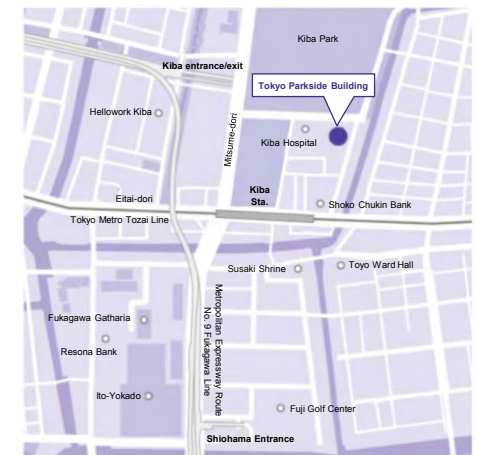 Kiba Park
Kiba entrance/exit
Tokyo Parkside Building
Hellowork Kiba
Mitsume-dori
Kiba Hospital
Kiba
Sta.
Eitai-dori
Shoko Chukin Bank
Tokyo Metro Tozai Line
Susaki Shrine
Toyo Ward Hall
Metropolitan Expressway Route
No. 9 Fukagawa Line
Fukagawa Gatharia
Resona Bank
Ito-Yokado
Fuji Golf Center
Shiohama Entrance